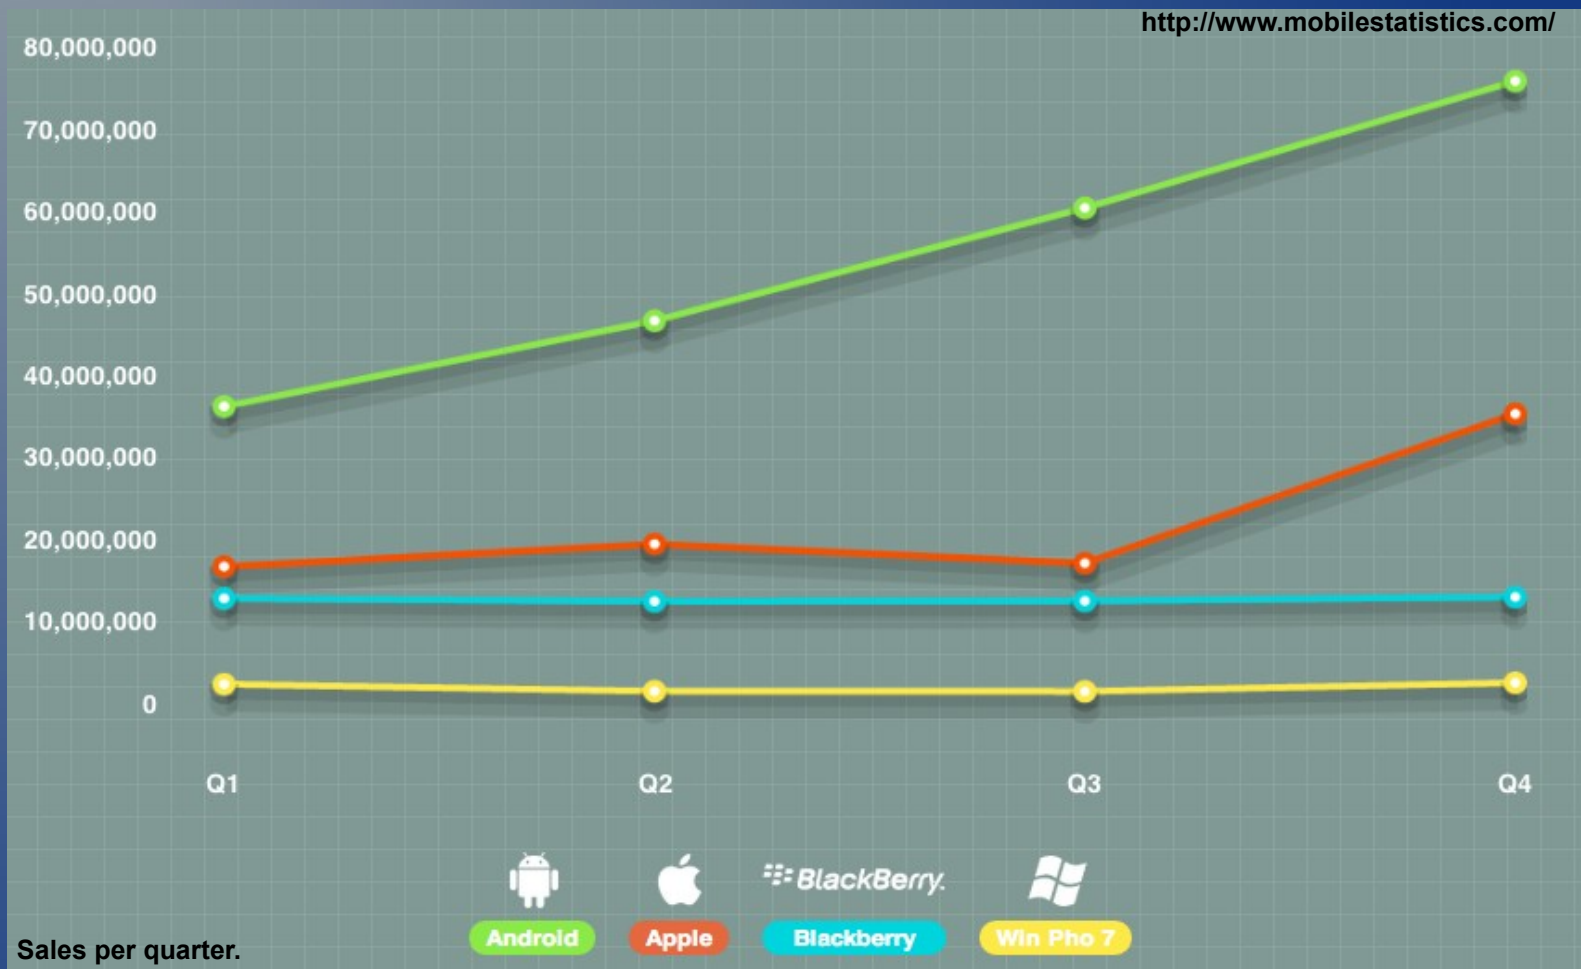 http://www.mobilestatistics.com/
80,000,000
70,000,000
60,000,000
50,000,000
40,000,000
30,000,000
20,000,000
10,000,000
0
Q1 Q2 Q3 Q4
BlackBerry.
Android Apple Blackberry Win Pho 7
Sales per quarter.